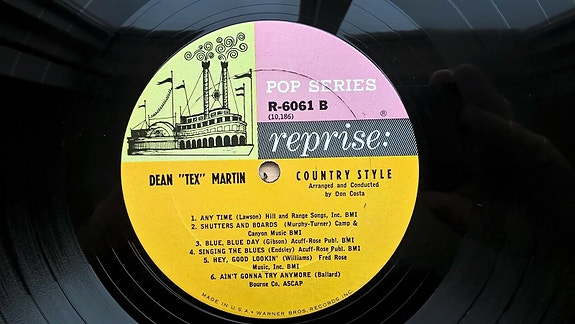 POP SERIES
R-6061 B
(10,186)
®
reprise:
DEAN "TEX" MARTIN
COUNTRY STYLE
Arranged and Conducted
by Don Costa
1. ANY TIME (Lawson) Hill and Range Songs, Inc. BMI
2. SHUTTERS AND BOARDS (Murphy-Turner) Camp &
Canyon Music BMI
3. BLUE, BLUE DAY (Gibson) Acuff-Rose Publ. BMI
4. SINGING THE BLUES (Endsley) Acuff-Rose Publ. BMI
5. HEY, GOOD LOOKIN' (Williams) Fred Rose
Music, Inc. BMI
6. AIN'T GONNA TRY ANYMORE (Ballard)
Bourne Co. ASCAP
MADE IN U.S.A. • WARNER BROS. RECORDS INC.